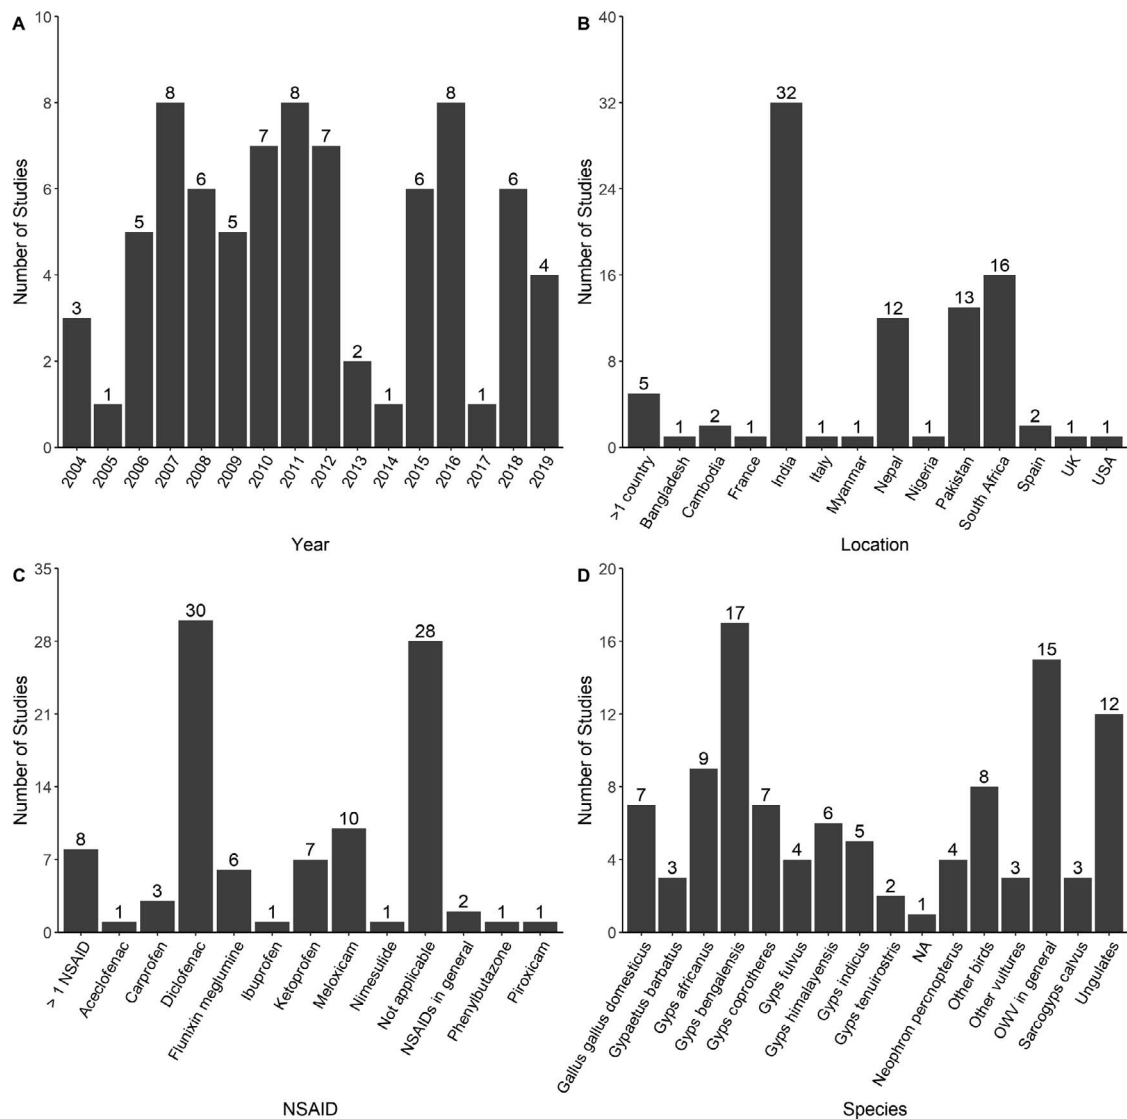 A
Number of Studies
10
8
6
4
2
0
3
1
5
8
6
5
7
8
7
2
1
6
8
1
6
4
2004
2005
2006
2007
2008
2009
2010
2011
2012
2013
2014
2015
2016
2017
2018
2019
Year
B
Number of Studies
40
32
24
16
8
0
5
1
2
1
32
1
1
12
1
13
16
2
1
1
>1 country
Bangladesh
Cambodia
France
India
Italy
Myanmar
Nepal
Nigeria
Pakistan
South Africa
Spain
UK
USA
Location
C
Number of Studies
35
28
21
14
7
0
8
1
3
30
6
1
7
10
1
28
2
1
1
> 1 NSAID
Aceclofenac
Carprofen
Diclofenac
Flunixin meglumine
Ibuprofen
Ketoprofen
Meloxicam
Nimesulide
Not applicable
NSAIDs in general
Phenylbutazone
Piroxicam
NSAID
D
Number of Studies
20
16
12
8
4
0
7
3
9
17
7
4
6
5
2
1
4
8
3
15
3
12
Gallus gallus domesticus
Gypaetus barbatus
Gyps africanus
Gyps bengalensis
Gyps coprotheres
Gyps fulvus
Gyps himalayensis
Gyps indicus
Gyps tenuirostris
NA
Neophron percnopterus
Other birds
Other vultures
OWV in general
Sarcogyps calvus
Ungulates
Species